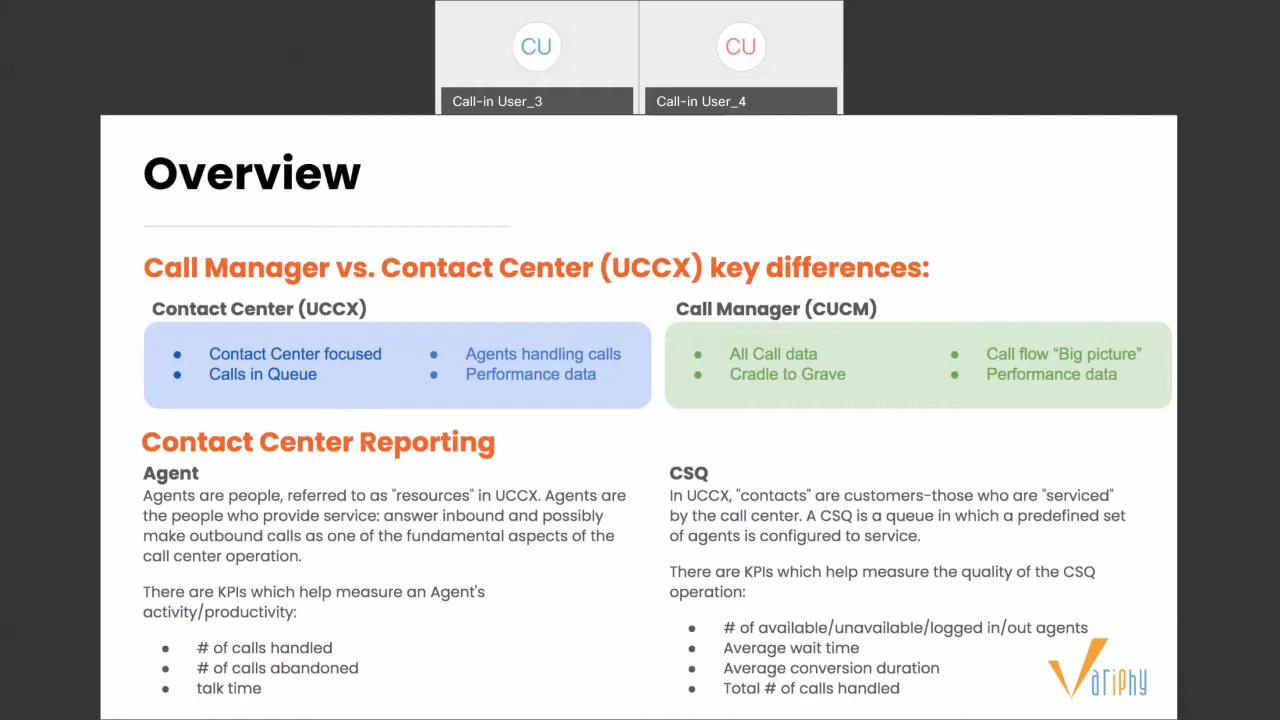 CU
CU
Call-in User_3
Call-in User_4
Overview
Call Manager vs. Contact Center (UCCX) key differences:
Contact Center (UCCX)
● Contact Center focused
● Calls in Queue
● Agents handling calls
● Performance data
Call Manager (CUCM)
● All Call data
● Cradle to Grave
● Call flow “Big picture”
● Performance data
Contact Center Reporting
Agent
Agents are people, referred to as "resources" in UCCX. Agents are
the people who provide service: answer inbound and possibly
make outbound calls as one of the fundamental aspects of the
call center operation.
There are KPIs which help measure an Agent's
activity/productivity:
● # of calls handled
● # of calls abandoned
● talk time
CSQ
In UCCX, "contacts" are customers-those who are "serviced"
by the call center. A CSQ is a queue in which a predefined set
of agents is configured to service.
There are KPIs which help measure the quality of the CSQ
operation:
● # of available/unavailable/logged in/out agents
● Average wait time
● Average conversion duration
● Total # of calls handled
Variphy